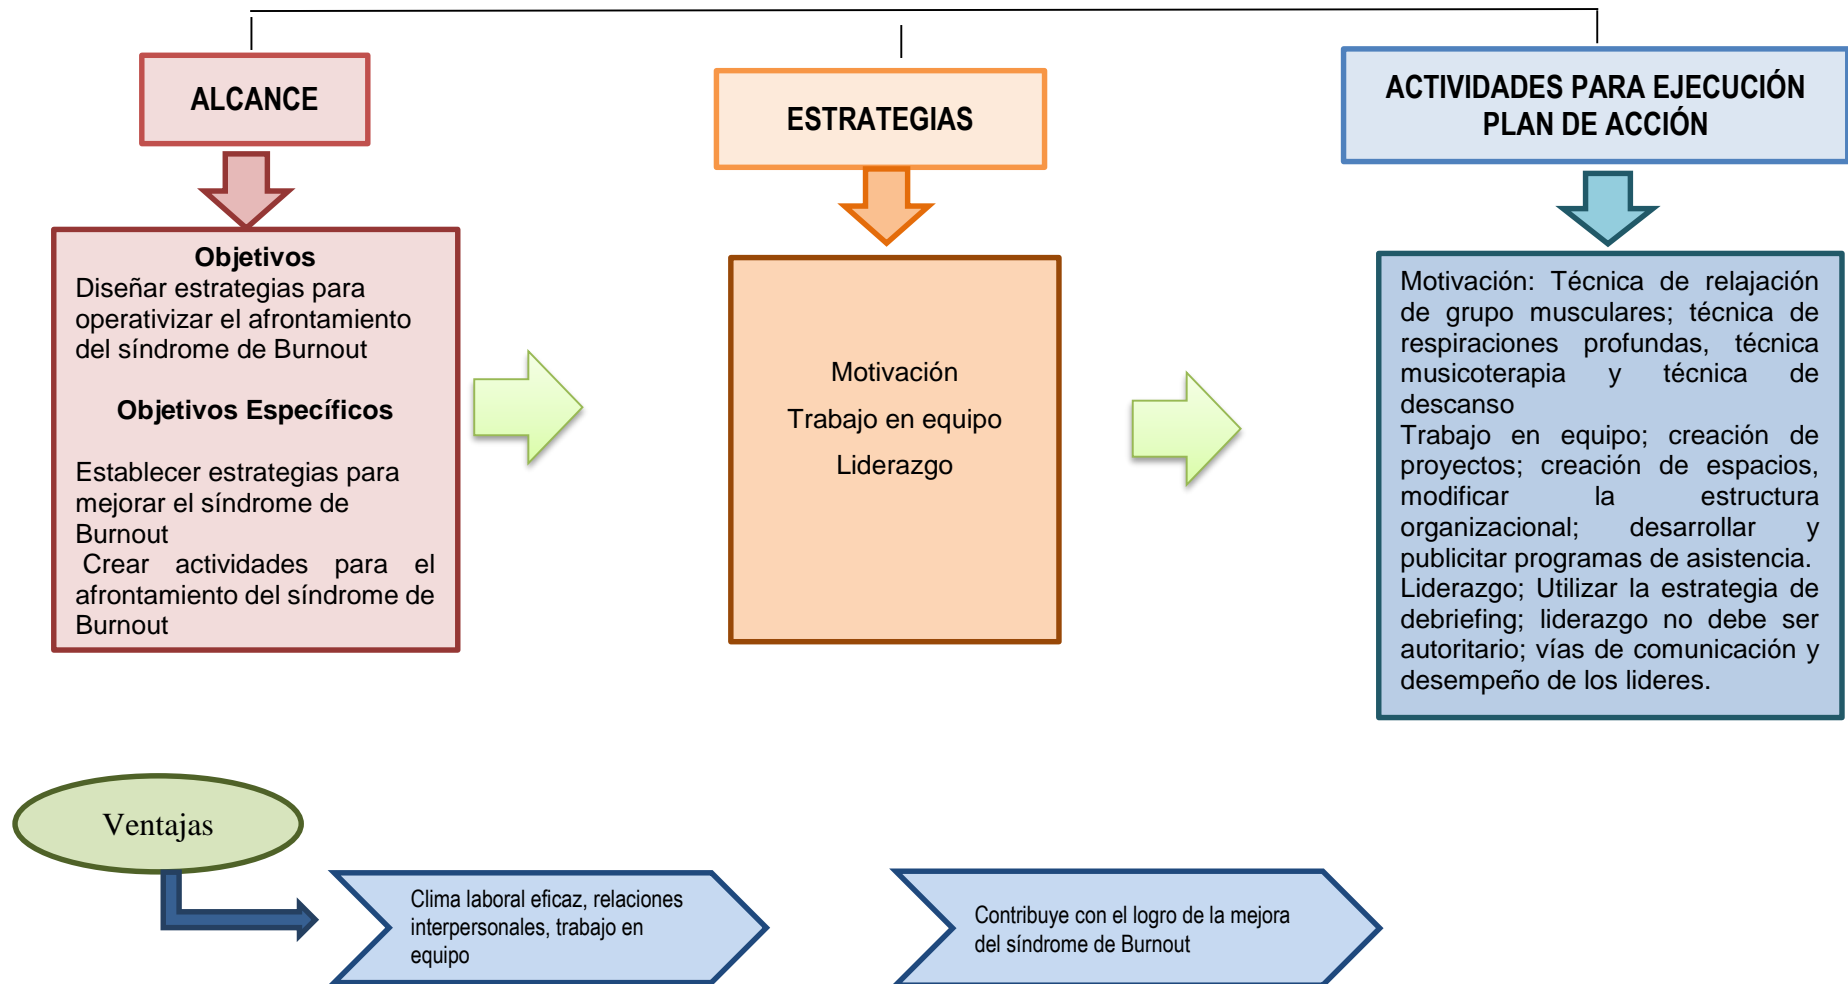 ALCANCE
ESTRATEGIAS
ACTIVIDADES PARA EJECUCIÓN
PLAN DE ACCIÓN
Objetivos
Diseñar estrategias para
operativizar el afrontamiento
del síndrome de Burnout
Objetivos Específicos
Establecer estrategias para
mejorar el síndrome de
Burnout
Crear actividades para el
afrontamiento del síndrome de
Burnout
Motivación
Trabajo en equipo
Liderazgo
Motivación: Técnica de relajación
de grupo musculares; técnica de
respiraciones profundas, técnica
musicoterapia y técnica de
descanso
Trabajo en equipo; creación de
proyectos; creación de espacios,
modificar la estructura
organizacional; desarrollar y
publicitar programas de asistencia.
Liderazgo; Utilizar la estrategia de
debriefing; liderazgo no debe ser
autoritario; vías de comunicación y
desempeño de los lideres.
Ventajas
Clima laboral eficaz, relaciones
interpersonales, trabajo en
equipo
Contribuye con el logro de la mejora
del síndrome de Burnout